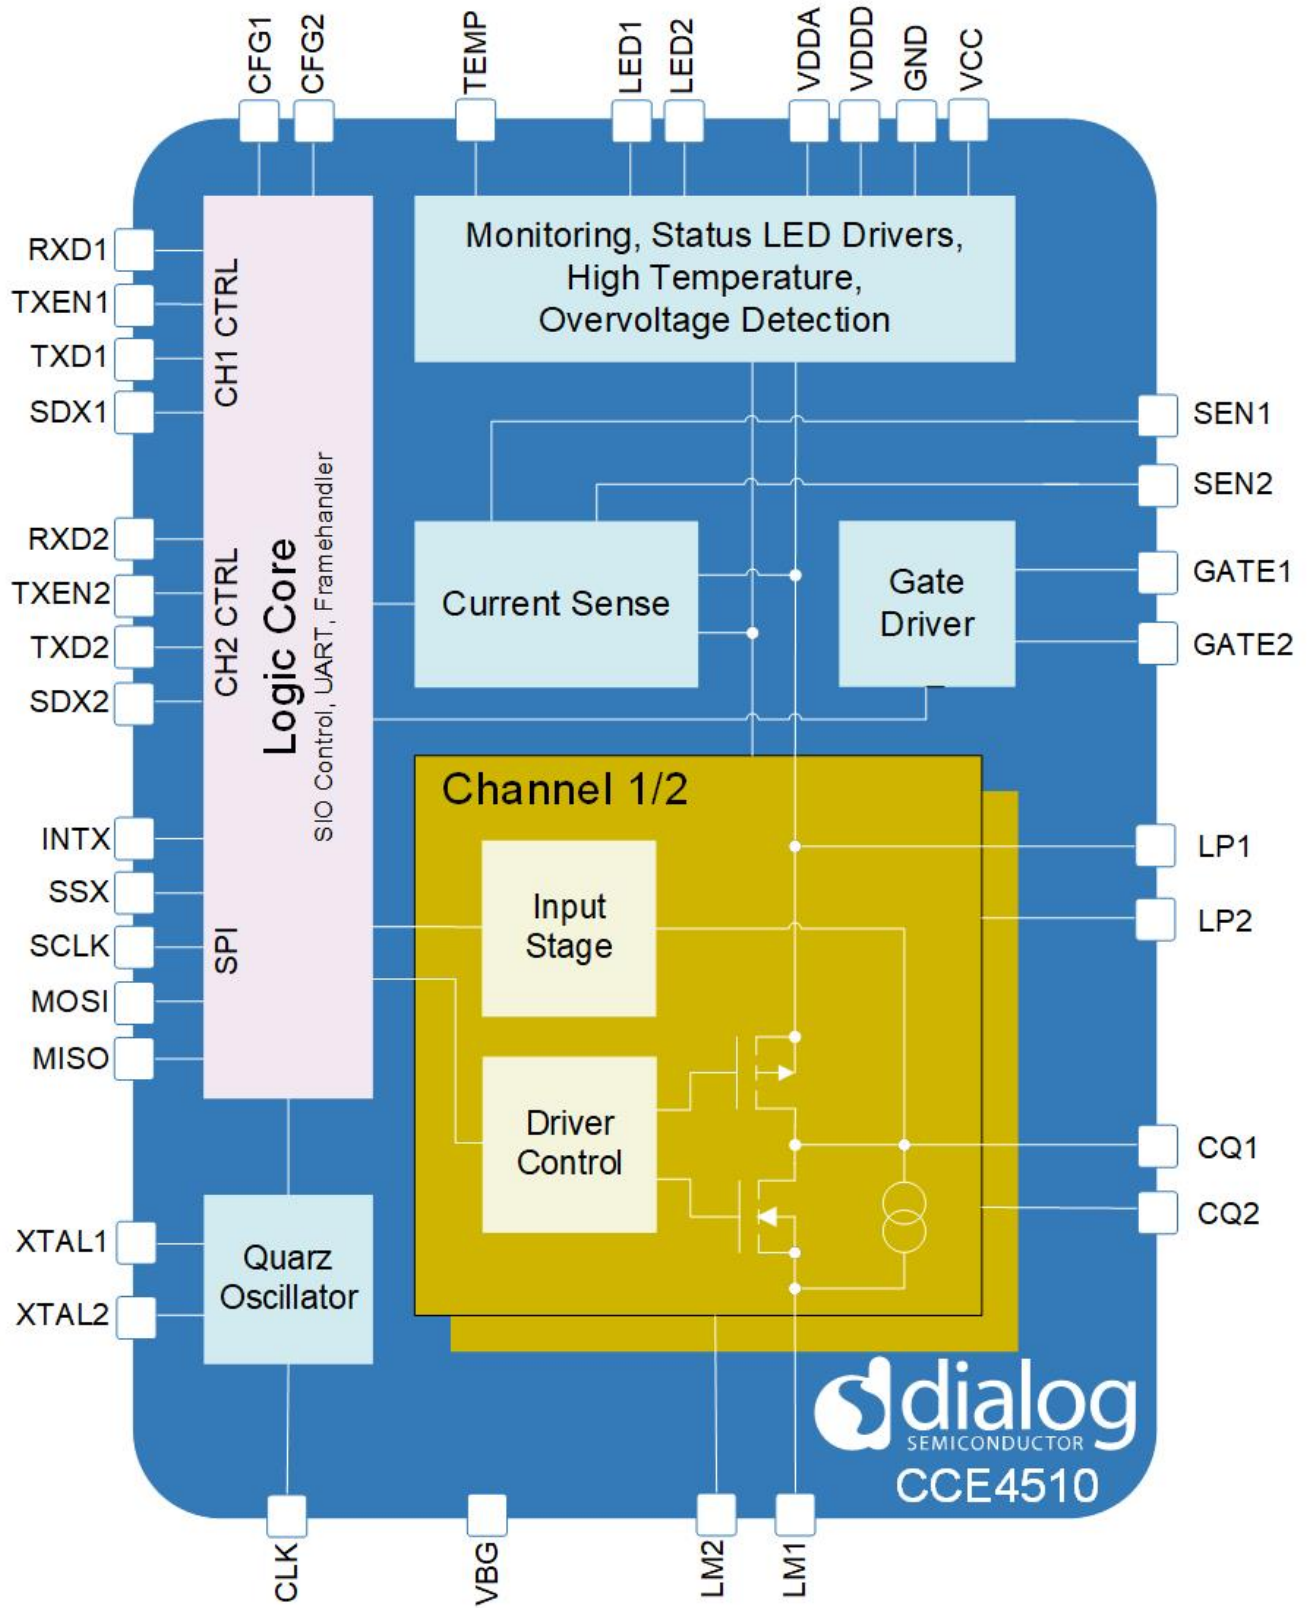 CFG1
CFG2
TEMP
LED1
LED2
VDDA
VDDD
GND
VCC
RXD1
TXEN1
TXD1
SDX1
RXD2
TXEN2
TXD2
SDX2
INTX
SSX
SCLK
MOSI
MISO
XTAL1
XTAL2
CH1 CTRL
CH2 CTRL
SPI
Logic Core
SIO Control, UART, Framehandler
Monitoring, Status LED Drivers,
High Temperature,
Overvoltage Detection
Current Sense
Gate
Driver
Channel 1/2
Input
Stage
Driver
Control
Quarz
Oscillator
SEN1
SEN2
GATE1
GATE2
LP1
LP2
CQ1
CQ2
dialog
SEMICONDUCTOR
CCE4510
CLK
VBG
LM2
LM1